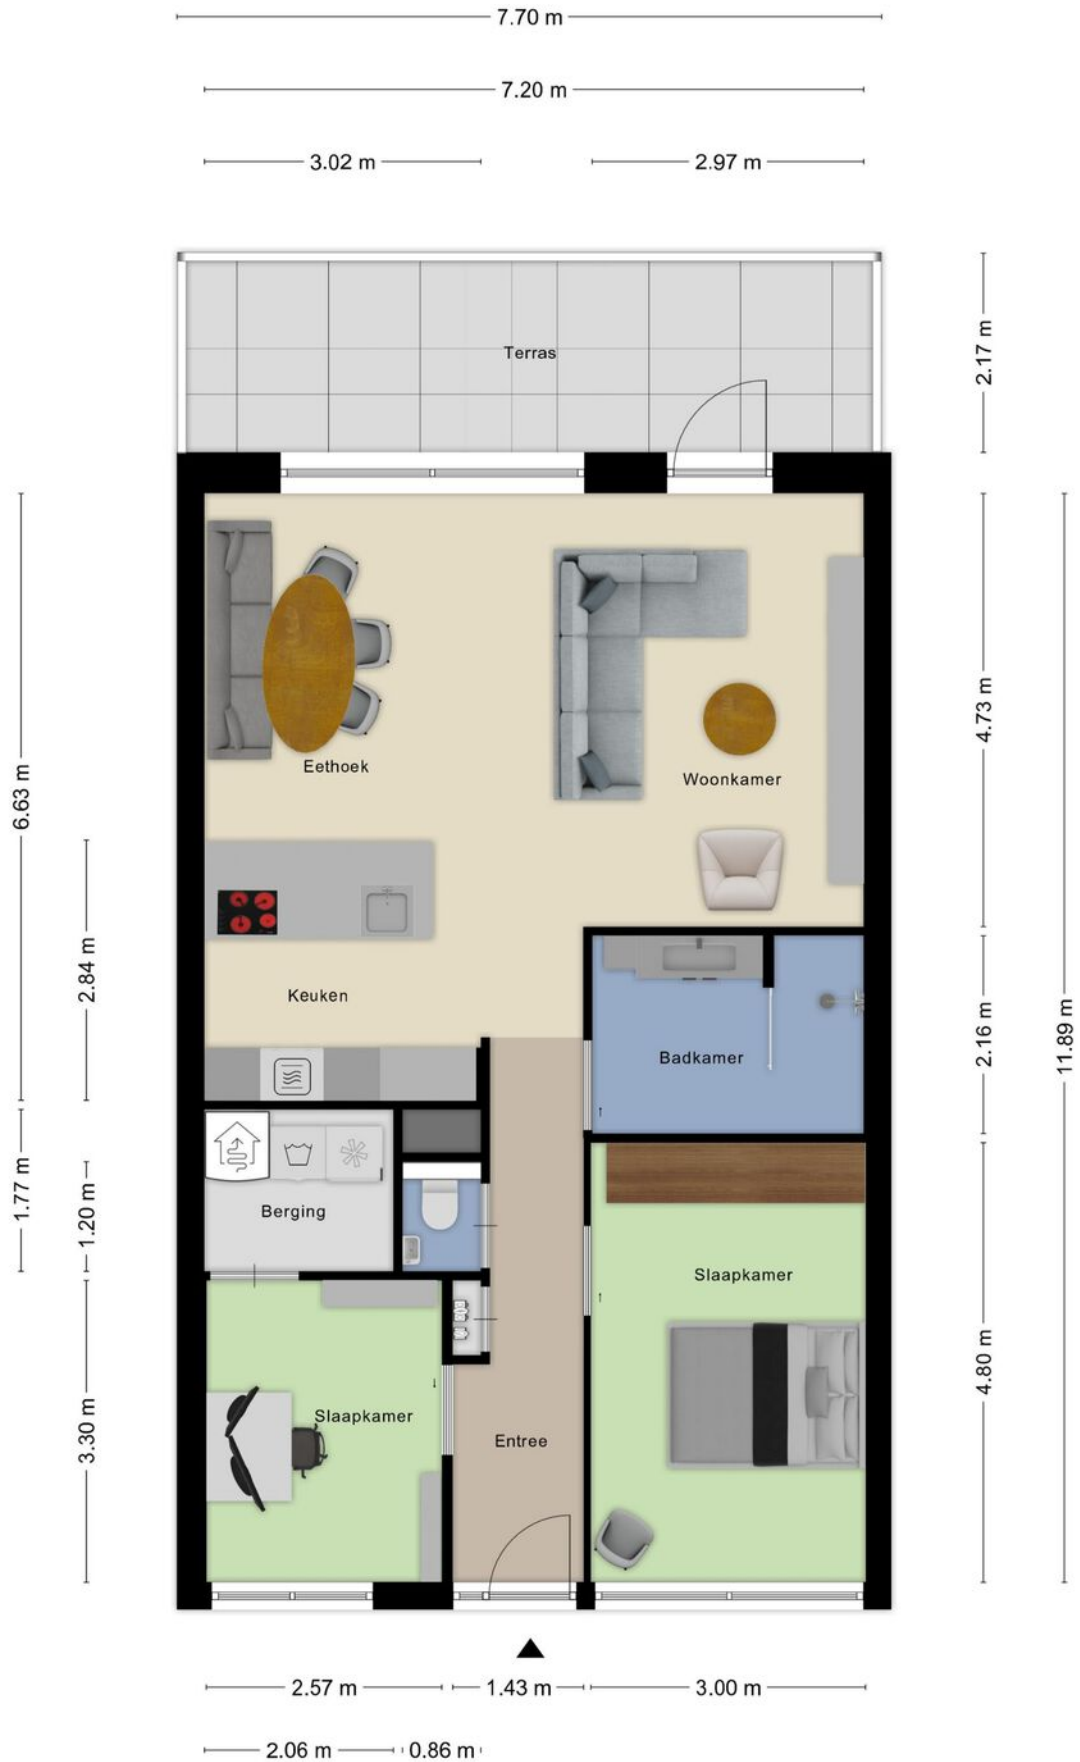 7.70 m
7.20 m
3.02 m
2.97 m
Terras
2.17 m
Eethoek
Woonkamer
4.73 m
6.63 m
Keuken
2.84 m
Badkamer
2.16 m
11.89 m
Berging
1.77 m
1.20 m
Slaapkamer
Slaapkamer
Entree
3.30 m
4.80 m
2.57 m
1.43 m
3.00 m
2.06 m
0.86 m